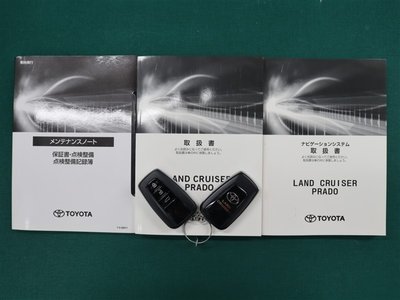 メンテナンスノート
保証書・点検整備
点検整備記録簿
TOYOTA
取扱書
LAND CRUISER
PRADO
TOYOTA
ナビゲーションシステム
取扱書
LAND CRUISER
PRADO
TOYOTA